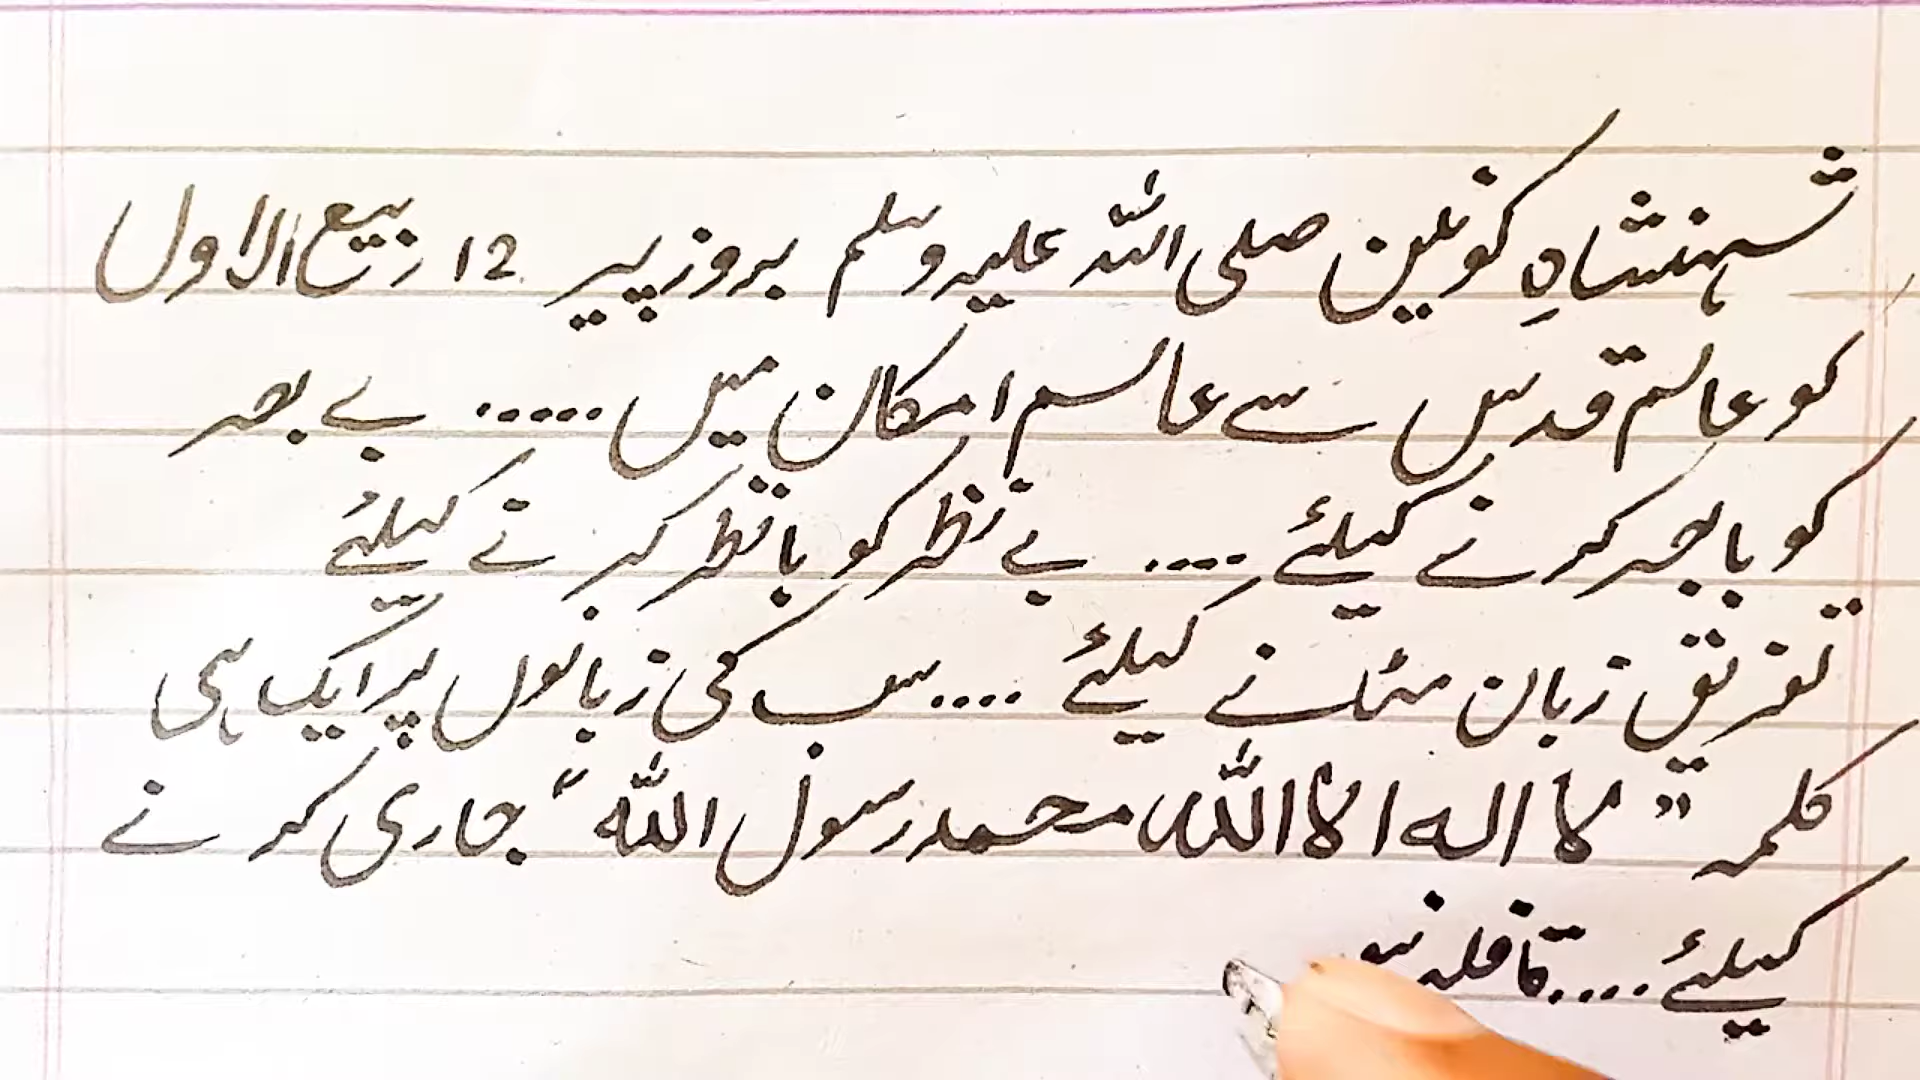 شہنشاہِ کونین صلی اللہ علیہ وسلم بروز پیر 12 ربیع الاول
کو عالم قدس سے عالم امکان میں ..... بے بصر
کو بابصر کرنے کیلئے .... بے نظر کو بانظر کرنے کیلئے
تفریق زبان مٹانے کیلئے .... سب کی زبانوں پر ایک ہی
کلمہ " لا الہ الا اللہ محمد رسول اللہ " جاری کرنے
کیلئے .... قافلہ